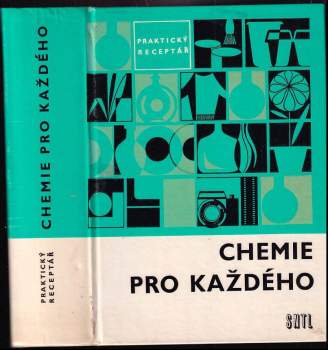 PRAKTICKÝ
RECEPTÁŘ
CHEMIE PRO KAŽDÉHO
PRAKTICKÝ
RECEPTÁŘ
CHEMIE
PRO KAŽDÉHO
SNTL